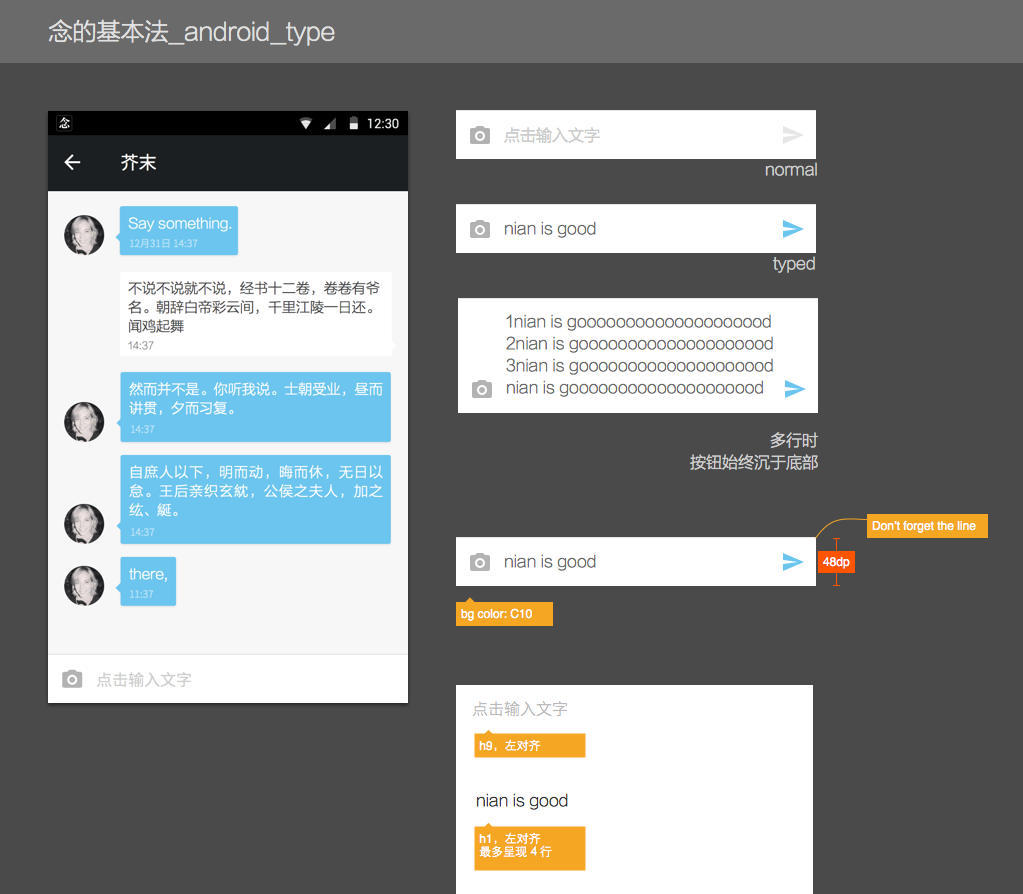 念的基本法_android_type
念
12:30
芥末
Say something.
12月31日 14:37
不说不说就不说，经书十二卷，卷卷有爷
名。朝辞白帝彩云间，千里江陵一日还。
闻鸡起舞
14:37
然而并不是。你听我说。士朝受业，昼而
讲贯，夕而习复。
14:37
自庶人以下，明而动，晦而休，无日以
怠。王后亲织玄紞，公侯之夫人，加之
纮、綖。
14:37
there,
11:37
点击输入文字
点击输入文字
normal
nian is good
typed
1nian is goooooooooooooooooood
2nian is goooooooooooooooooood
3nian is goooooooooooooooooood
nian is goooooooooooooooooood
多行时
按钮始终沉于底部
Don't forget the line
nian is good
48dp
bg color: C10
点击输入文字
h9，左对齐
nian is good
h1，左对齐
最多呈现 4 行